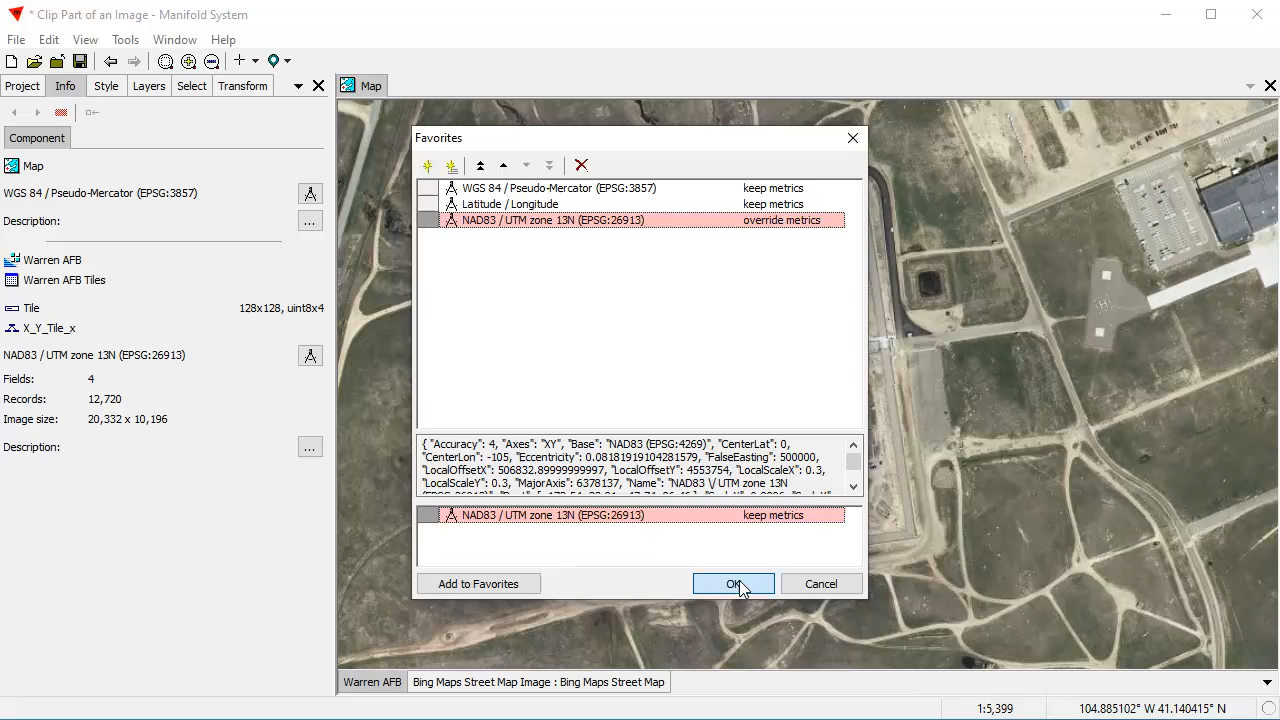 * Clip Part of an Image - Manifold System
File Edit View Tools Window Help
Project Info Style Layers Select Transform
Map
Component
Map
WGS 84 / Pseudo-Mercator (EPSG:3857)
Description:
...
Warren AFB
Warren AFB Tiles
Tile 128x128, uint8x4
X_Y_Tile_x
NAD83 / UTM zone 13N (EPSG:26913)
Fields: 4
Records: 12,720
Image size: 20,332 x 10,196
Description:
...
Favorites
WGS 84 / Pseudo-Mercator (EPSG:3857) keep metrics
Latitude / Longitude keep metrics
NAD83 / UTM zone 13N (EPSG:26913) override metrics
{ "Accuracy": 4, "Axes": "XY", "Base": "NAD83 (EPSG:4269)", "CenterLat": 0,
"CenterLon": -105, "Eccentricity": 0.08181919104281579, "FalseEasting": 500000,
"LocalOffsetX": 506832.89999999997, "LocalOffsetY": 4553754, "LocalScaleX": 0.3,
"LocalScaleY": 0.3, "MajorAxis": 6378137, "Name": "NAD83 \/ UTM zone 13N
NAD83 / UTM zone 13N (EPSG:26913) keep metrics
Add to Favorites OK Cancel
Warren AFB Bing Maps Street Map Image : Bing Maps Street Map
1:5,399 104.885102° W 41.140415° N